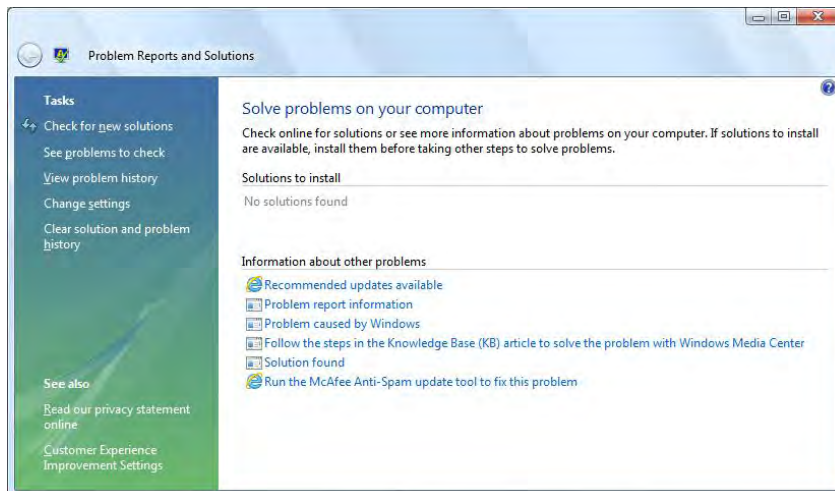 Problem Reports and Solutions
Tasks
Check for new solutions
See problems to check
View problem history
Change settings
Clear solution and problem
history
See also
Read our privacy statement
online
Customer Experience
Improvement Settings
Solve problems on your computer
Check online for solutions or see more information about problems on your computer. If solutions to install
are available, install them before taking other steps to solve problems.
Solutions to install
No solutions found
Information about other problems
Recommended updates available
Problem report information
Problem caused by Windows
Follow the steps in the Knowledge Base (KB) article to solve the problem with Windows Media Center
Solution found
Run the McAfee Anti-Spam update tool to fix this problem